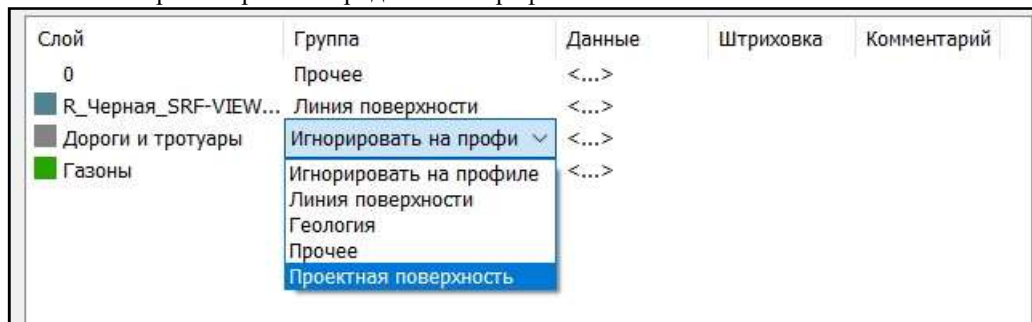 Слой Группа Данные Штриховка Комментарий
0 Прочее <...>
R_Черная_SRF-VIEW... Линия поверхности <...>
Дороги и тротуары Игнорировать на профи <...>
Газоны Игнорировать на профиле <...>
Линия поверхности
Геология
Прочее
Проектная поверхность